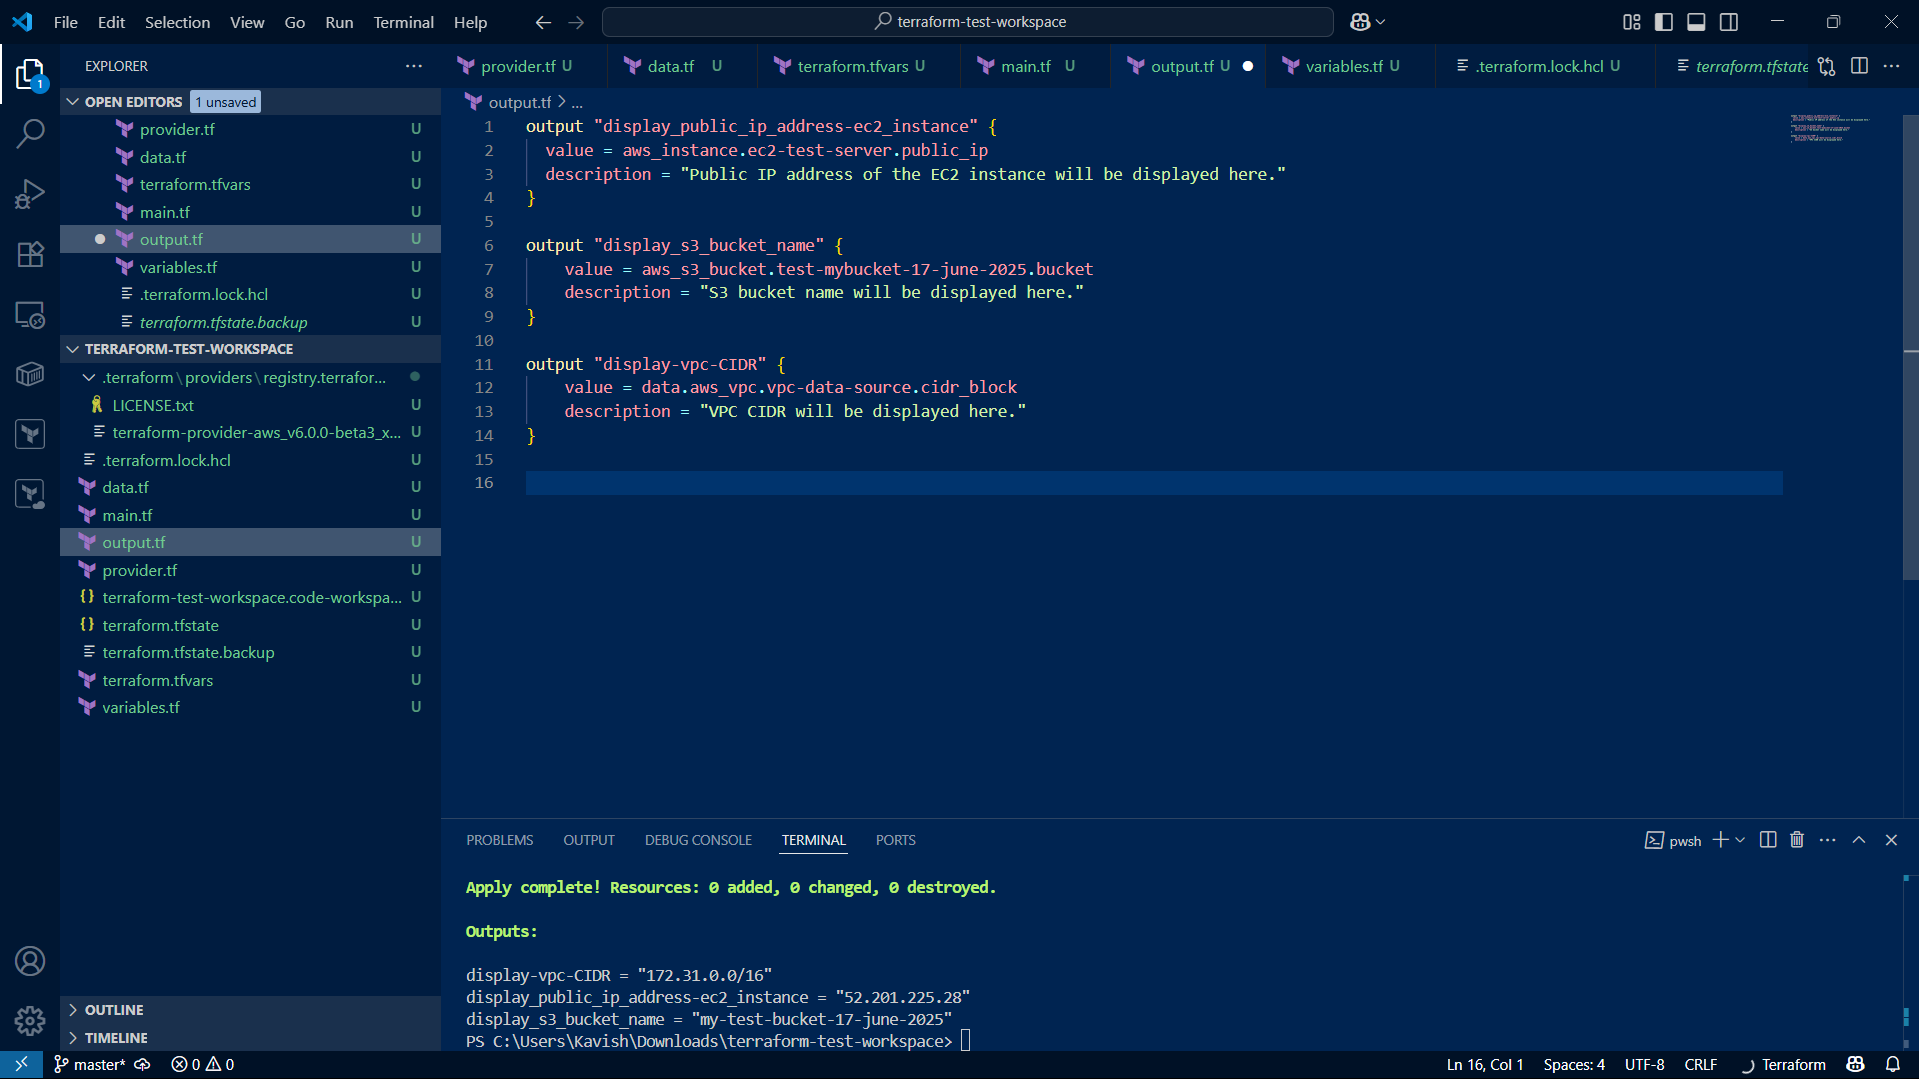 File Edit Selection View Go Run Terminal Help
terraform-test-workspace
EXPLORER
1
OPEN EDITORS 1 unsaved
provider.tf U
data.tf U
terraform.tfvars U
main.tf U
output.tf U
variables.tf U
.terraform.lock.hcl U
terraform.tfstate.backup U
TERRAFORM-TEST-WORKSPACE
.terraform\providers\registry.terrafor...
LICENSE.txt U
terraform-provider-aws_v6.0.0-beta3_x... U
.terraform.lock.hcl U
data.tf U
main.tf U
output.tf U
provider.tf U
terraform-test-workspace.code-workspa... U
terraform.tfstate U
terraform.tfstate.backup U
terraform.tfvars U
variables.tf U
OUTLINE
TIMELINE
provider.tf U data.tf U terraform.tfvars U main.tf U output.tf U variables.tf U .terraform.lock.hcl U terraform.tfstate
output.tf > ...
1 output "display_public_ip_address-ec2_instance" {
2 value = aws_instance.ec2-test-server.public_ip
3 description = "Public IP address of the EC2 instance will be displayed here."
4 }
5
6 output "display_s3_bucket_name" {
7 value = aws_s3_bucket.test-mybucket-17-june-2025.bucket
8 description = "S3 bucket name will be displayed here."
9 }
10
11 output "display-vpc-CIDR" {
12 value = data.aws_vpc.vpc-data-source.cidr_block
13 description = "VPC CIDR will be displayed here."
14 }
15
16
PROBLEMS OUTPUT DEBUG CONSOLE TERMINAL PORTS
pwsh
Apply complete! Resources: 0 added, 0 changed, 0 destroyed.
Outputs:
display-vpc-CIDR = "172.31.0.0/16"
display_public_ip_address-ec2_instance = "52.201.225.28"
display_s3_bucket_name = "my-test-bucket-17-june-2025"
PS C:\Users\Kavish\Downloads\terraform-test-workspace>
master* 0 0 Ln 16, Col 1 Spaces: 4 UTF-8 CRLF Terraform